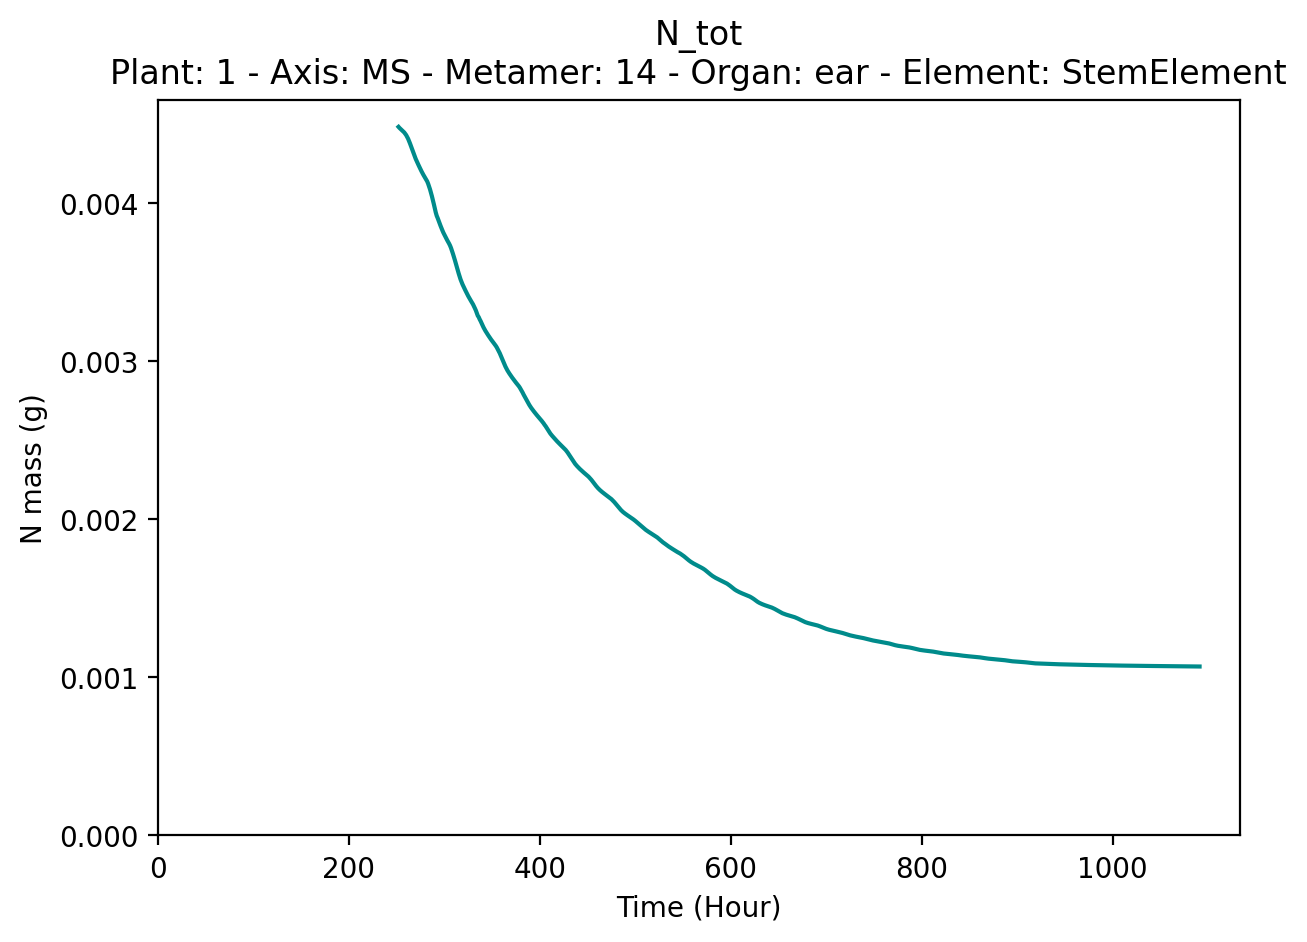 N_tot
Plant: 1 - Axis: MS - Metamer: 14 - Organ: ear - Element: StemElement
N mass (g)
0.004
0.003
0.002
0.001
0.000
0
200
400
600
800
1000
Time (Hour)